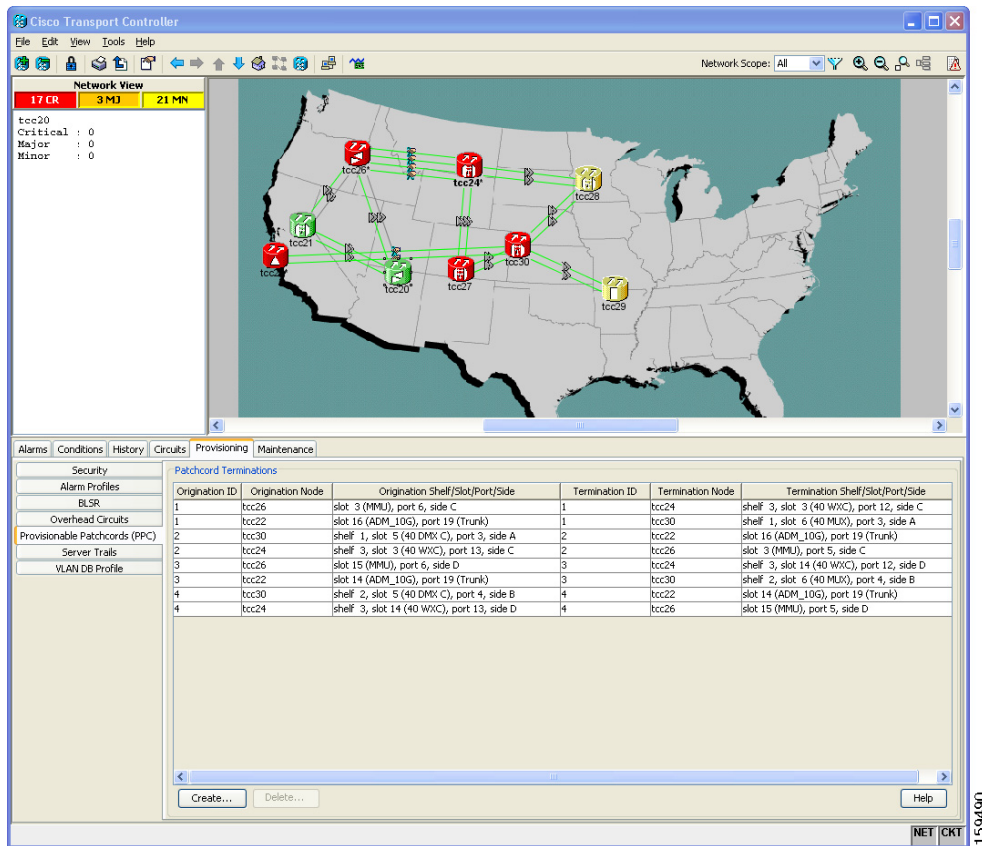 Cisco Transport Controller
File Edit View Tools Help
Network Scope: All
Network View
17 CR 3 MJ 21 MN
tcc20
Critical : 0
Major : 0
Minor : 0
tcc26*
tcc24*
tcc28
tcc21
tcc30
tcc20*
tcc27
tcc29
Alarms Conditions History Circuits Provisioning Maintenance
Security
Alarm Profiles
BLSR
Overhead Circuits
Provisionable Patchcords (PPC)
Server Trails
VLAN DB Profile
Patchcord Terminations
Origination ID Origination Node Origination Shelf/Slot/Port/Side Termination ID Termination Node Termination Shelf/Slot/Port/Side
1 tcc26 slot 3 (MMU), port 6, side C 1 tcc24 shelf 3, slot 3 (40 WXC), port 12, side C
1 tcc22 slot 16 (ADM_10G), port 19 (Trunk) 1 tcc30 shelf 1, slot 6 (40 MUX), port 3, side A
2 tcc30 shelf 1, slot 5 (40 DMX C), port 3, side A 2 tcc22 slot 16 (ADM_10G), port 19 (Trunk)
2 tcc24 shelf 3, slot 3 (40 WXC), port 13, side C 2 tcc26 slot 3 (MMU), port 5, side C
3 tcc26 slot 15 (MMU), port 6, side D 3 tcc24 shelf 3, slot 14 (40 WXC), port 12, side D
3 tcc22 slot 14 (ADM_10G), port 19 (Trunk) 3 tcc30 shelf 2, slot 6 (40 MUX), port 4, side B
4 tcc30 shelf 2, slot 5 (40 DMX C), port 4, side B 4 tcc22 slot 14 (ADM_10G), port 19 (Trunk)
4 tcc24 shelf 3, slot 14 (40 WXC), port 13, side D 4 tcc26 slot 15 (MMU), port 5, side D
Create... Delete... Help
NET CKT
159490